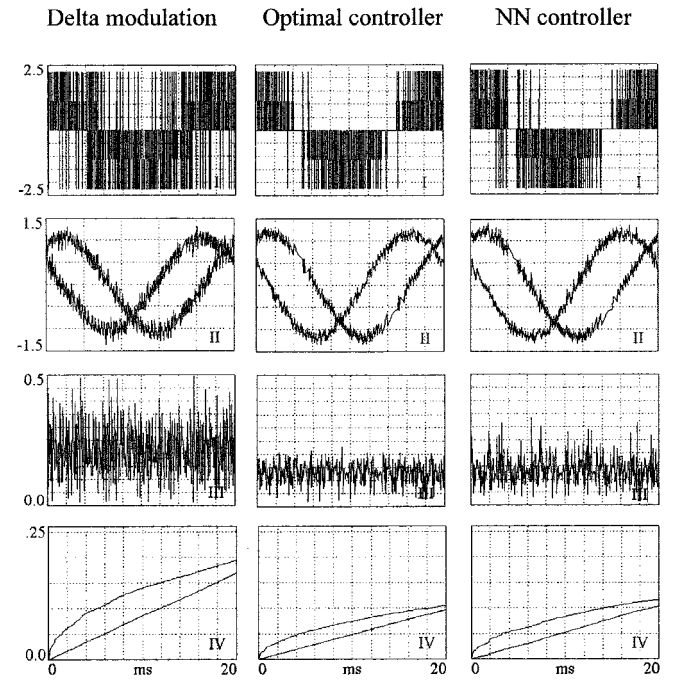 Delta modulation Optimal controller NN controller
2.5
-2.5
I I I
1.5
-1.5
II II II
0.5
0.0
III III III
.25
0.0
IV IV IV
0 ms 20 0 ms 20 0 ms 20